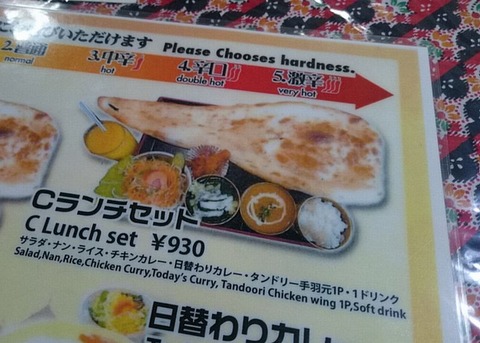 びいただけます Please Chooses hardness.
2.普通 3.中辛 4.辛口 5.激辛
normal hot double hot very hot
Cランチセット
C Lunch set ¥930
サラダ・ナン・ライス・チキンカレー・日替わりカレー・タンドリー手羽元1P・1ドリンク
Salad,Nan,Rice,Chicken Curry,Today's Curry, Tandoori Chicken wing 1P,Soft drink
日替わりカレ